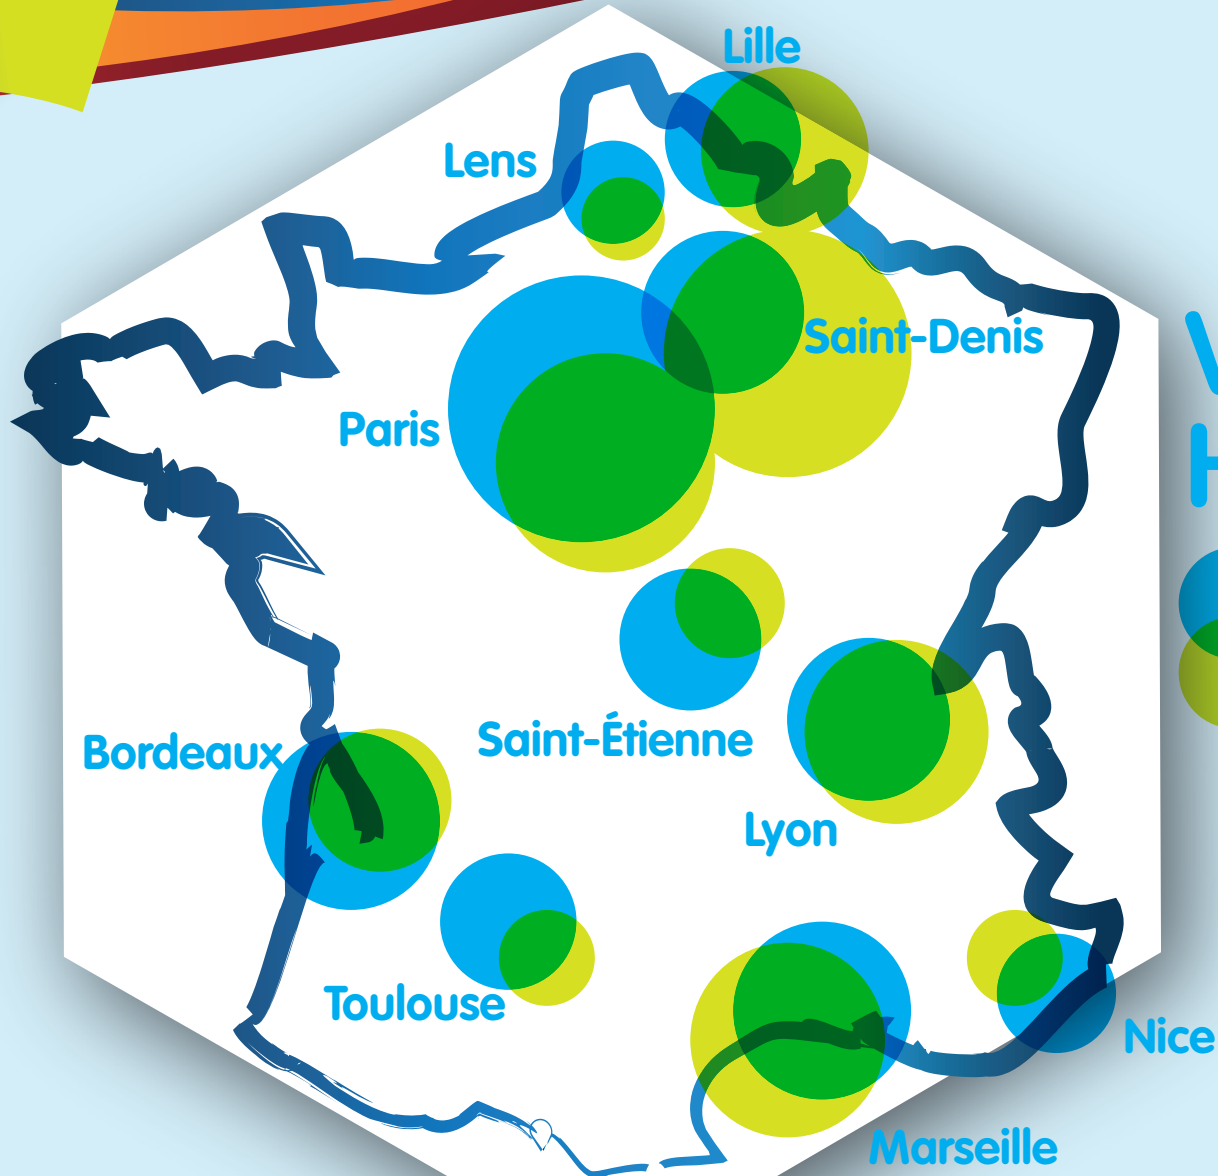 Lille
Lens
Saint-Denis
Paris
Saint-Étienne
Bordeaux
Lyon
Toulouse
Nice
Marseille